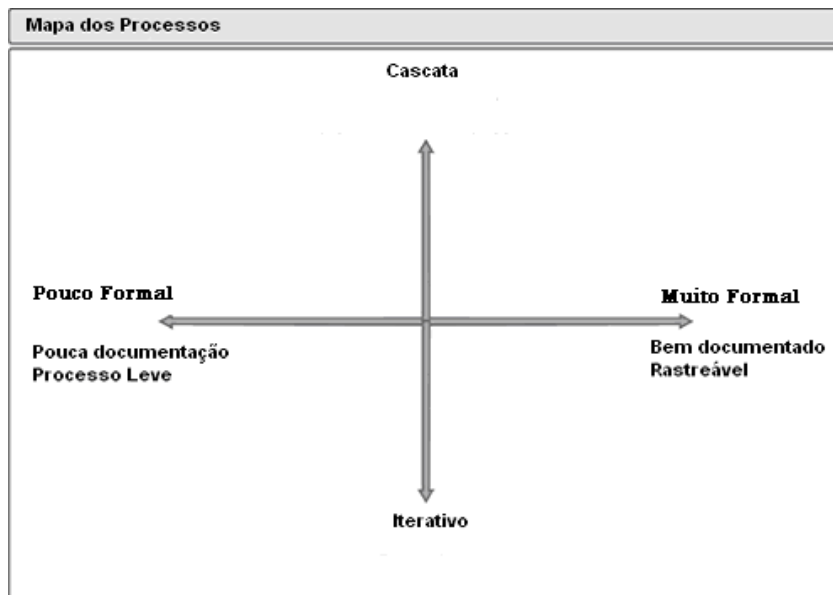 Mapa dos Processos
Cascata
Pouco Formal
Muito Formal
Pouca documentação
Processo Leve
Bem documentado
Rastreável
Iterativo